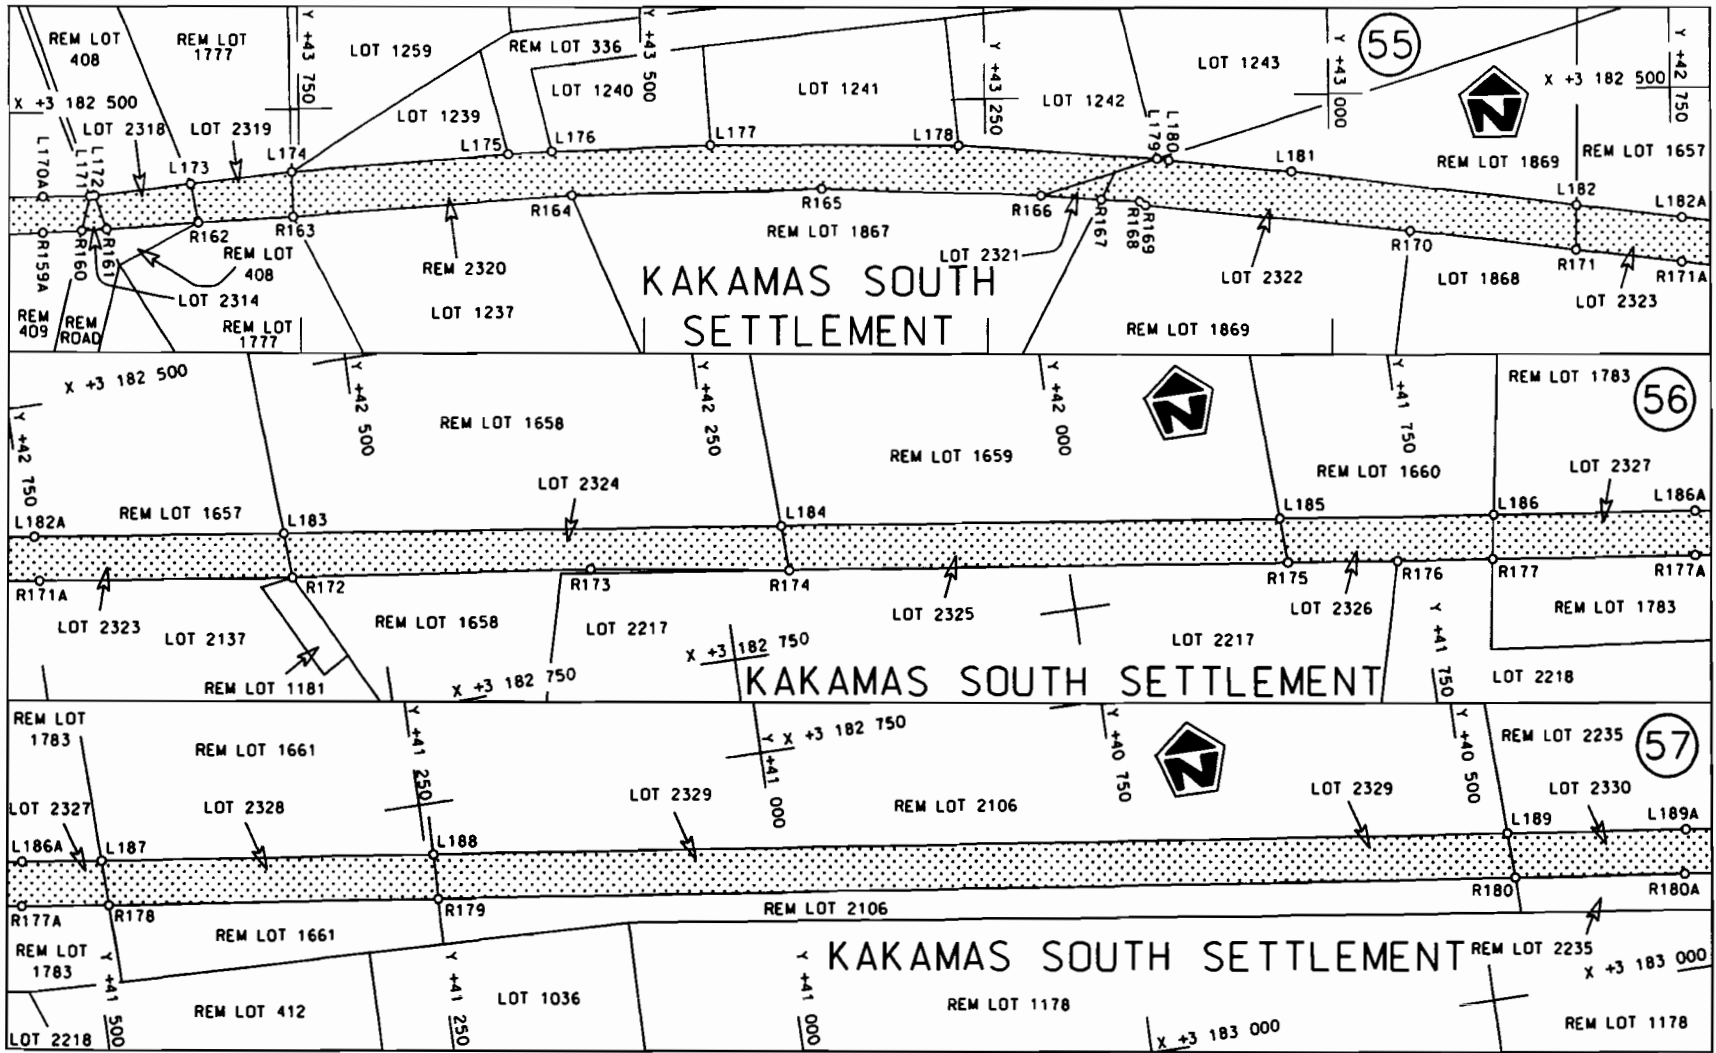 REM LOT
408
REM LOT
1777
Y +43 750
LOT 1259
REM LOT 336
Y +43 500
LOT 1240
LOT 1241
Y +43 250
LOT 1242
LOT 1243
Y +43 000
55
N
X +3 182 500
Y +42 750
X +3 182 500
LOT 2318
LOT 2319
LOT 1239
REM LOT 1869
REM LOT 1657
L170A
L171
L172
L173
L174
L175
L176
L177
L178
L179
L180
L181
L182
L182A
R159A
R160
R161
R162
R163
R164
R165
R166
R167
R168
R169
R170
R171
R171A
REM
409
REM
ROAD
LOT 2314
REM LOT
408
REM LOT
1777
REM 2320
LOT 1237
REM LOT 1867
LOT 2321
LOT 2322
LOT 1868
LOT 2323
REM LOT 1869
KAKAMAS SOUTH
SETTLEMENT
X +3 182 500
Y +42 750
Y +42 500
REM LOT 1658
Y +42 250
REM LOT 1659
Y +42 000
N
Y +41 750
REM LOT 1783
56
REM LOT 1660
LOT 2327
LOT 2324
REM LOT 1657
L182A
L183
L184
L185
L186
L186A
R171A
R172
R173
R174
R175
R176
R177
R177A
LOT 2323
LOT 2137
REM LOT 1181
REM LOT 1658
LOT 2217
LOT 2325
LOT 2217
LOT 2326
REM LOT 1783
LOT 2218
X +3 182 750
X +3 182 750
Y +41 750
KAKAMAS SOUTH SETTLEMENT
REM LOT
1783
REM LOT 1661
Y +41 250
X +3 182 750
Y +41 000
Y +40 750
N
Y +40 500
REM LOT 2235
57
LOT 2327
LOT 2328
LOT 2329
REM LOT 2106
LOT 2329
LOT 2330
L186A
L187
L188
L189
L189A
R177A
R178
R179
R180
R180A
REM LOT 2106
REM LOT
1783
REM LOT 1661
KAKAMAS SOUTH SETTLEMENT
REM LOT 2235
X +3 183 000
LOT 2218
Y +41 500
REM LOT 412
Y +41 250
LOT 1036
Y +41 000
REM LOT 1178
X +3 183 000
REM LOT 1178